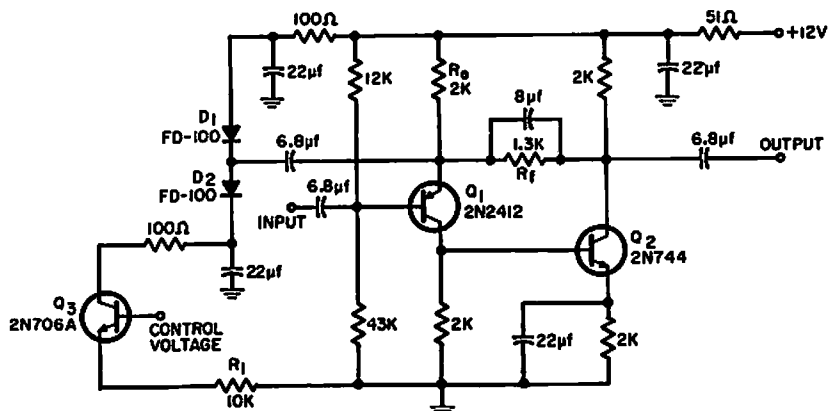 100Ω
51Ω
+12V
22μf
12K
R₀
2K
2K
22μf
8μf
D1
FD-100
6.8μf
1.3K
Rf
6.8μf
OUTPUT
D2
FD-100
6.8μf
INPUT
Q1
2N2412
100Ω
22μf
Q2
2N744
Q3
2N706A
CONTROL
VOLTAGE
43K
2K
22μf
2K
R1
10K